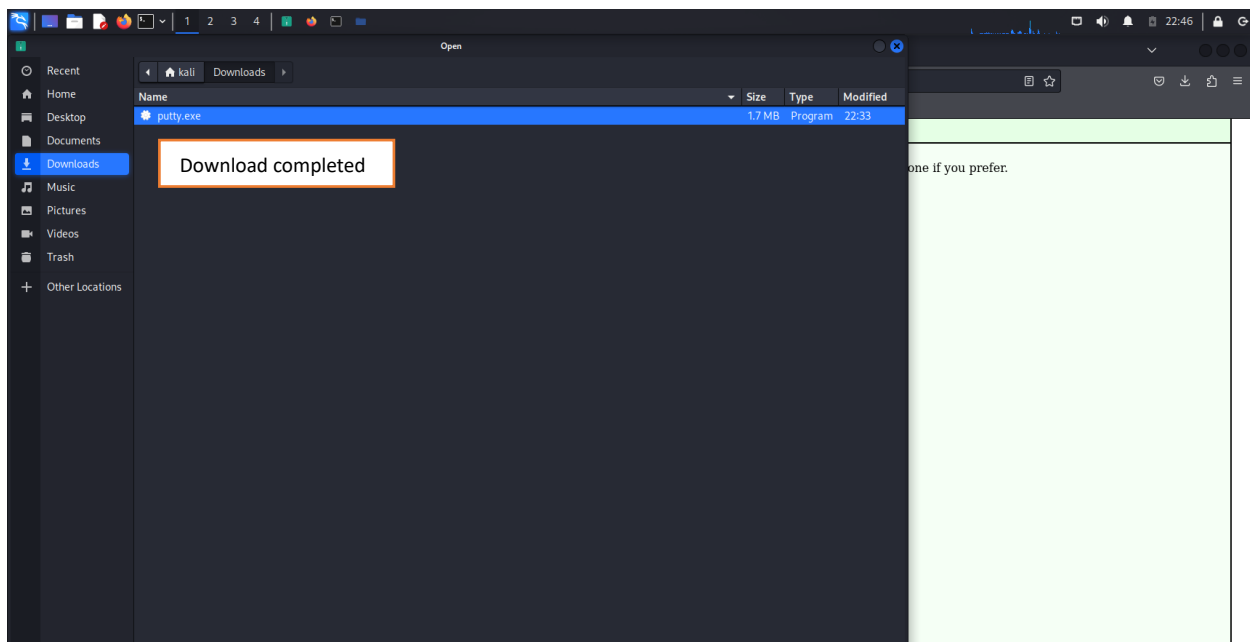 1 2 3 4 22:46
Open
Recent
Home
Desktop
Documents
Downloads
Music
Pictures
Videos
Trash
Other Locations
kali Downloads
Name Size Type Modified
putty.exe 1.7 MB Program 22:33
Download completed
one if you prefer.